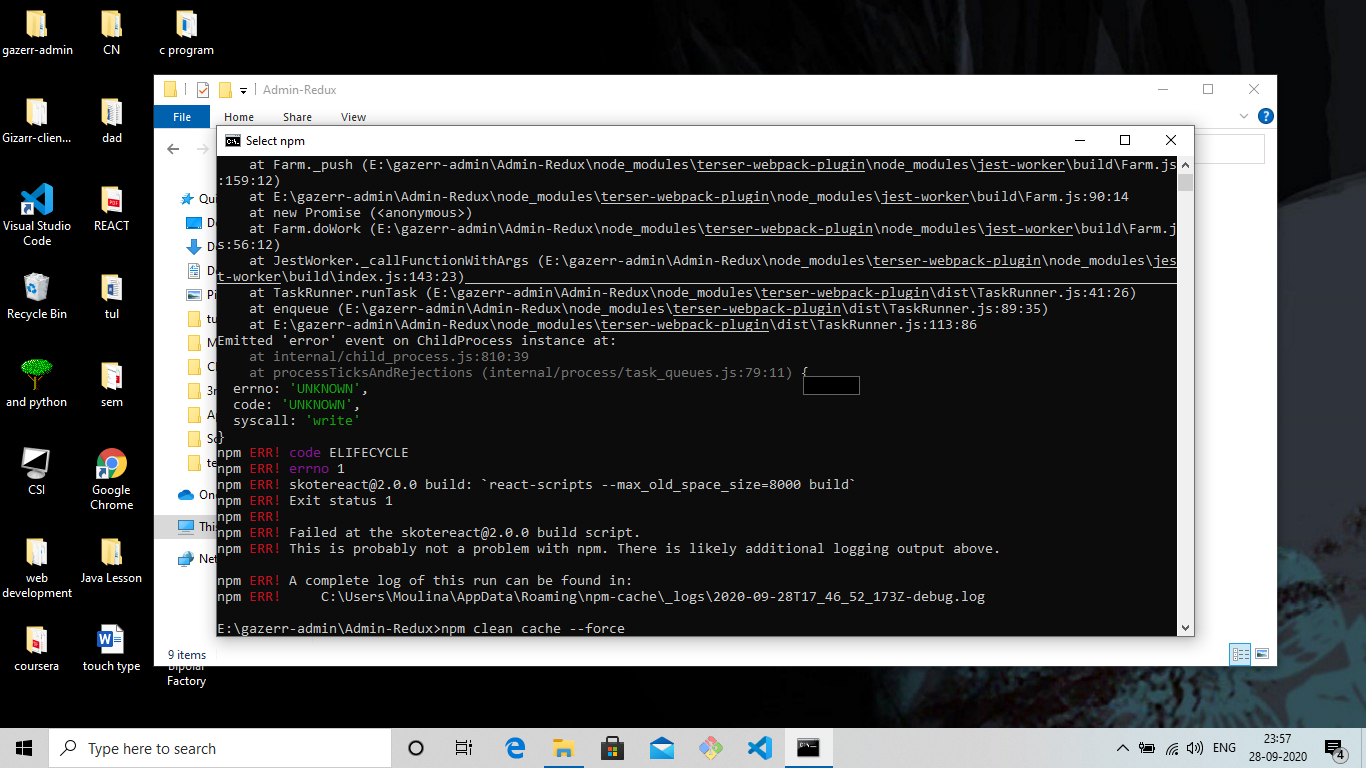 gazerr-admin
CN
c program
Gizarr-clien...
dad
Visual Studio
Code
REACT
Recycle Bin
tul
and python
sem
CSI
Google
Chrome
web
development
Java Lesson
coursera
touch type
Bipolar
Factory
Admin-Redux
File
Home
Share
View
Qui
De
D
D
Pi
tu
M
Cl
3r
Ap
Sc
te
On
This
Net
9 items
Select npm
at Farm._push (E:\gazerr-admin\Admin-Redux\node_modules\terser-webpack-plugin\node_modules\jest-worker\build\Farm.js
:159:12)
at E:\gazerr-admin\Admin-Redux\node_modules\terser-webpack-plugin\node_modules\jest-worker\build\Farm.js:90:14
at new Promise (<anonymous>)
at Farm.doWork (E:\gazerr-admin\Admin-Redux\node_modules\terser-webpack-plugin\node_modules\jest-worker\build\Farm.j
s:56:12)
at JestWorker._callFunctionWithArgs (E:\gazerr-admin\Admin-Redux\node_modules\terser-webpack-plugin\node_modules\jes
t-worker\build\index.js:143:23)
at TaskRunner.runTask (E:\gazerr-admin\Admin-Redux\node_modules\terser-webpack-plugin\dist\TaskRunner.js:41:26)
at enqueue (E:\gazerr-admin\Admin-Redux\node_modules\terser-webpack-plugin\dist\TaskRunner.js:89:35)
at E:\gazerr-admin\Admin-Redux\node_modules\terser-webpack-plugin\dist\TaskRunner.js:113:86
Emitted 'error' event on ChildProcess instance at:
at internal/child_process.js:810:39
at processTicksAndRejections (internal/process/task_queues.js:79:11) {
errno: 'UNKNOWN',
code: 'UNKNOWN',
syscall: 'write'
}
npm ERR! code ELIFECYCLE
npm ERR! errno 1
npm ERR! skotereact@2.0.0 build: `react-scripts --max_old_space_size=8000 build`
npm ERR! Exit status 1
npm ERR!
npm ERR! Failed at the skotereact@2.0.0 build script.
npm ERR! This is probably not a problem with npm. There is likely additional logging output above.
npm ERR! A complete log of this run can be found in:
npm ERR!     C:\Users\Moulina\AppData\Roaming\npm-cache\_logs\2020-09-28T17_46_52_173Z-debug.log
E:\gazerr-admin\Admin-Redux>npm clean cache --force
Type here to search
ENG
23:57
28-09-2020
4